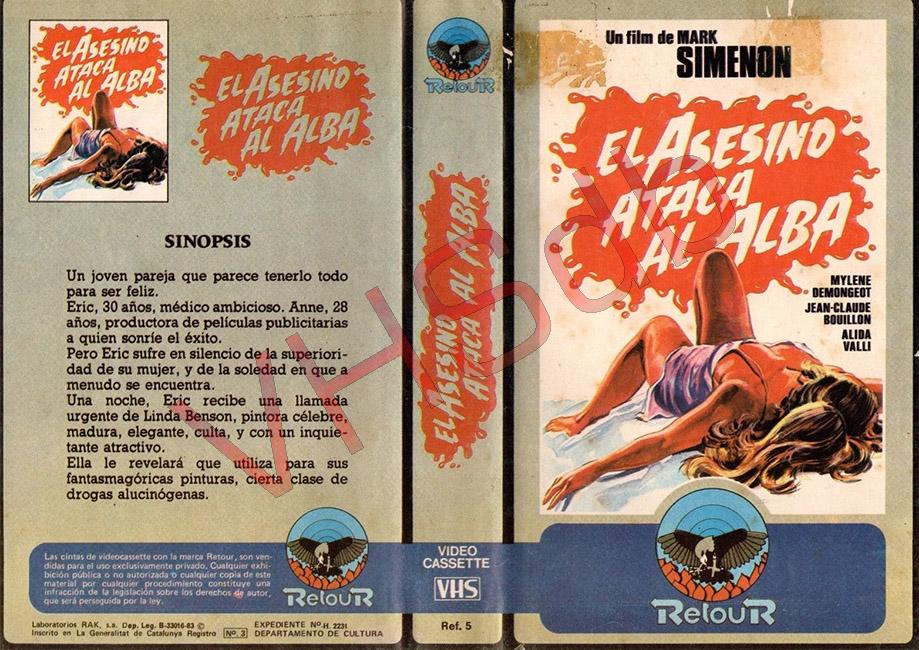 EL ASESINO
ATACA
AL ALBA
EL ASESINO
ATACA
AL ALBA
SINOPSIS
Un joven pareja que parece tenerlo todo
para ser feliz.
Eric, 30 años, médico ambicioso. Anne, 28
años, productora de películas publicitarias
a quien sonríe el éxito.
Pero Eric sufre en silencio de la superiori-
dad de su mujer, y de la soledad en que a
menudo se encuentra.
Una noche, Eric recibe una llamada
urgente de Linda Benson, pintora célebre,
madura, elegante, culta, y con un inquie-
tante atractivo.
Ella le revelará que utiliza para sus
fantasmagóricas pinturas, cierta clase de
drogas alucinógenas.
Las cintas de videocassette con la marca Retour, son ven-
didas para el uso exclusivamente privado. Cualquier exhi-
bición pública o no autorizada o cualquier copia de este
material por cualquier procedimiento constituye una
infracción de la legislación sobre los derechos de autor,
que será perseguida por la ley.
RetouR
Laboratorios RAK, s.a. Dep. Leg. B-33016-83 ©
Inscrito en La Generalitat de Catalunya Registro Nº. 3
EXPEDIENTE Nº.H. 2231
DEPARTAMENTO DE CULTURA
RetouR
EL ASESINO
ATACA AL ALBA
VIDEO
CASSETTE
VHS
Ref. 5
Un film de MARK
SIMENON
EL ASESINO
ATACA
AL ALBA
MYLENE
DEMONGEOT
JEAN-CLAUDE
BOUILLON
ALIDA
VALLI
RetouR
VHSdb